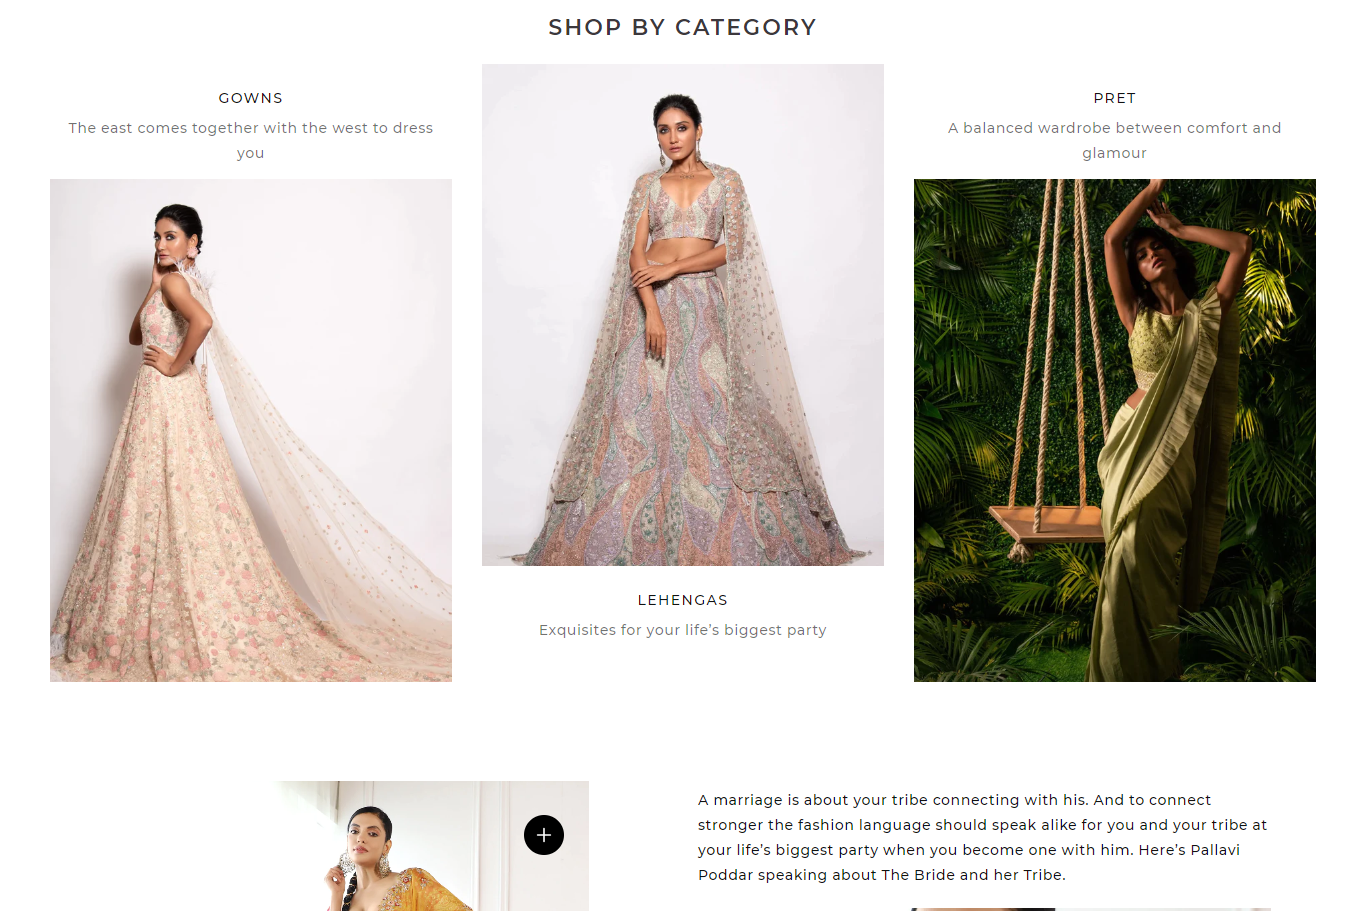 SHOP BY CATEGORY
GOWNS
The east comes together with the west to dress
you
LEHENGAS
Exquisites for your life’s biggest party
PRET
A balanced wardrobe between comfort and
glamour
A marriage is about your tribe connecting with his. And to connect
stronger the fashion language should speak alike for you and your tribe at
your life’s biggest party when you become one with him. Here’s Pallavi
Poddar speaking about The Bride and her Tribe.